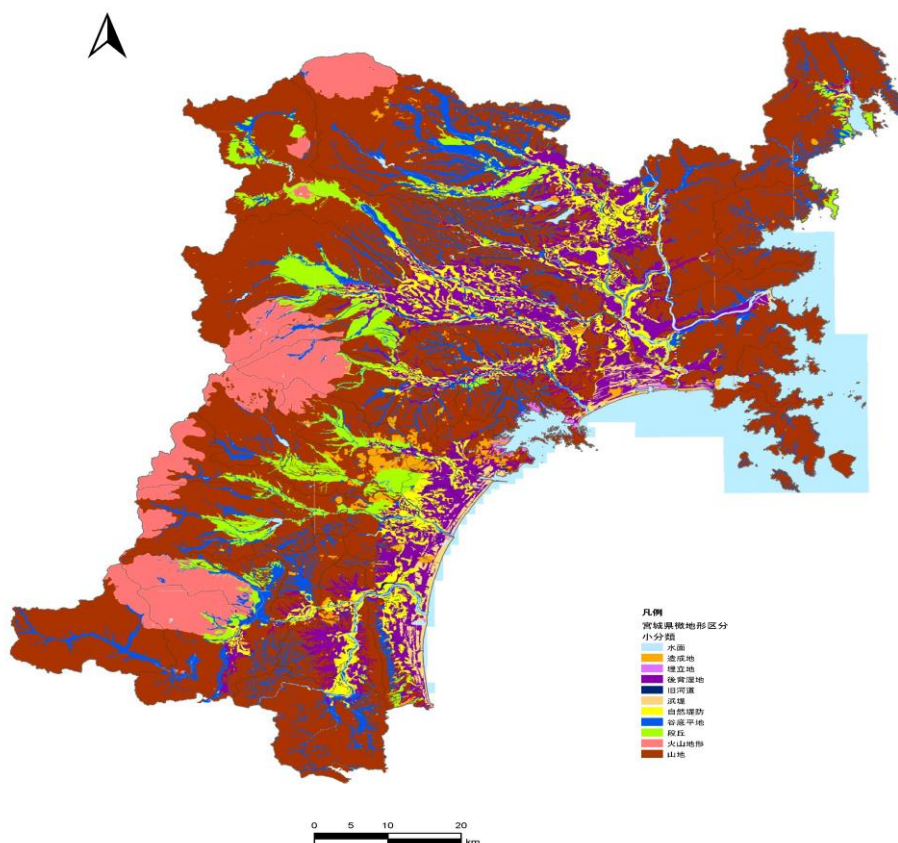 凡例
宮城県微地形区分
小分類
水面
造成地
埋立地
後背湿地
旧河道
浜堤
自然堤防
谷底平地
段丘
火山地形
山地
0 5 10 20
km